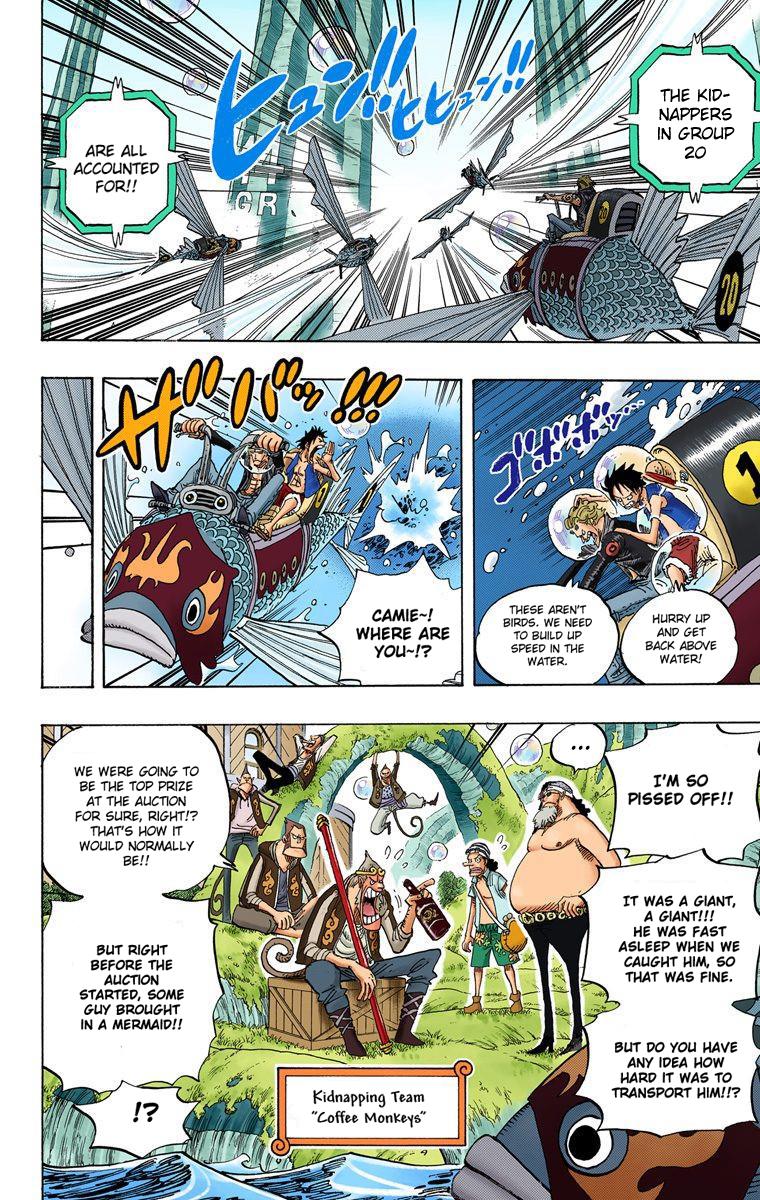 THE KID-
NAPPERS
IN GROUP
20
ヒュン!!
ヒヒュン!!
ARE ALL
ACCOUNTED
FOR!!
GR
20
20
ゴボボボッ…
1
HURRY UP
AND GET
BACK ABOVE
WATER!
THESE AREN'T
BIRDS. WE NEED
TO BUILD UP
SPEED IN THE
WATER.
ザバッ!!!
CAMIE~!
WHERE ARE
YOU~!?
...
I'M SO
PISSED OFF!!
IT WAS A GIANT,
A GIANT!!!
HE WAS FAST
ASLEEP WHEN WE
CAUGHT HIM, SO
THAT WAS FINE.
BUT DO YOU HAVE
ANY IDEA HOW
HARD IT WAS TO
TRANSPORT HIM!!?
WE WERE GOING TO
BE THE TOP PRIZE
AT THE AUCTION
FOR SURE, RIGHT!?
THAT'S HOW IT
WOULD NORMALLY
BE!!
BUT RIGHT
BEFORE THE
AUCTION
STARTED, SOME
GUY BROUGHT
IN A MERMAID!!
!?
Kidnapping Team
"Coffee Monkeys"